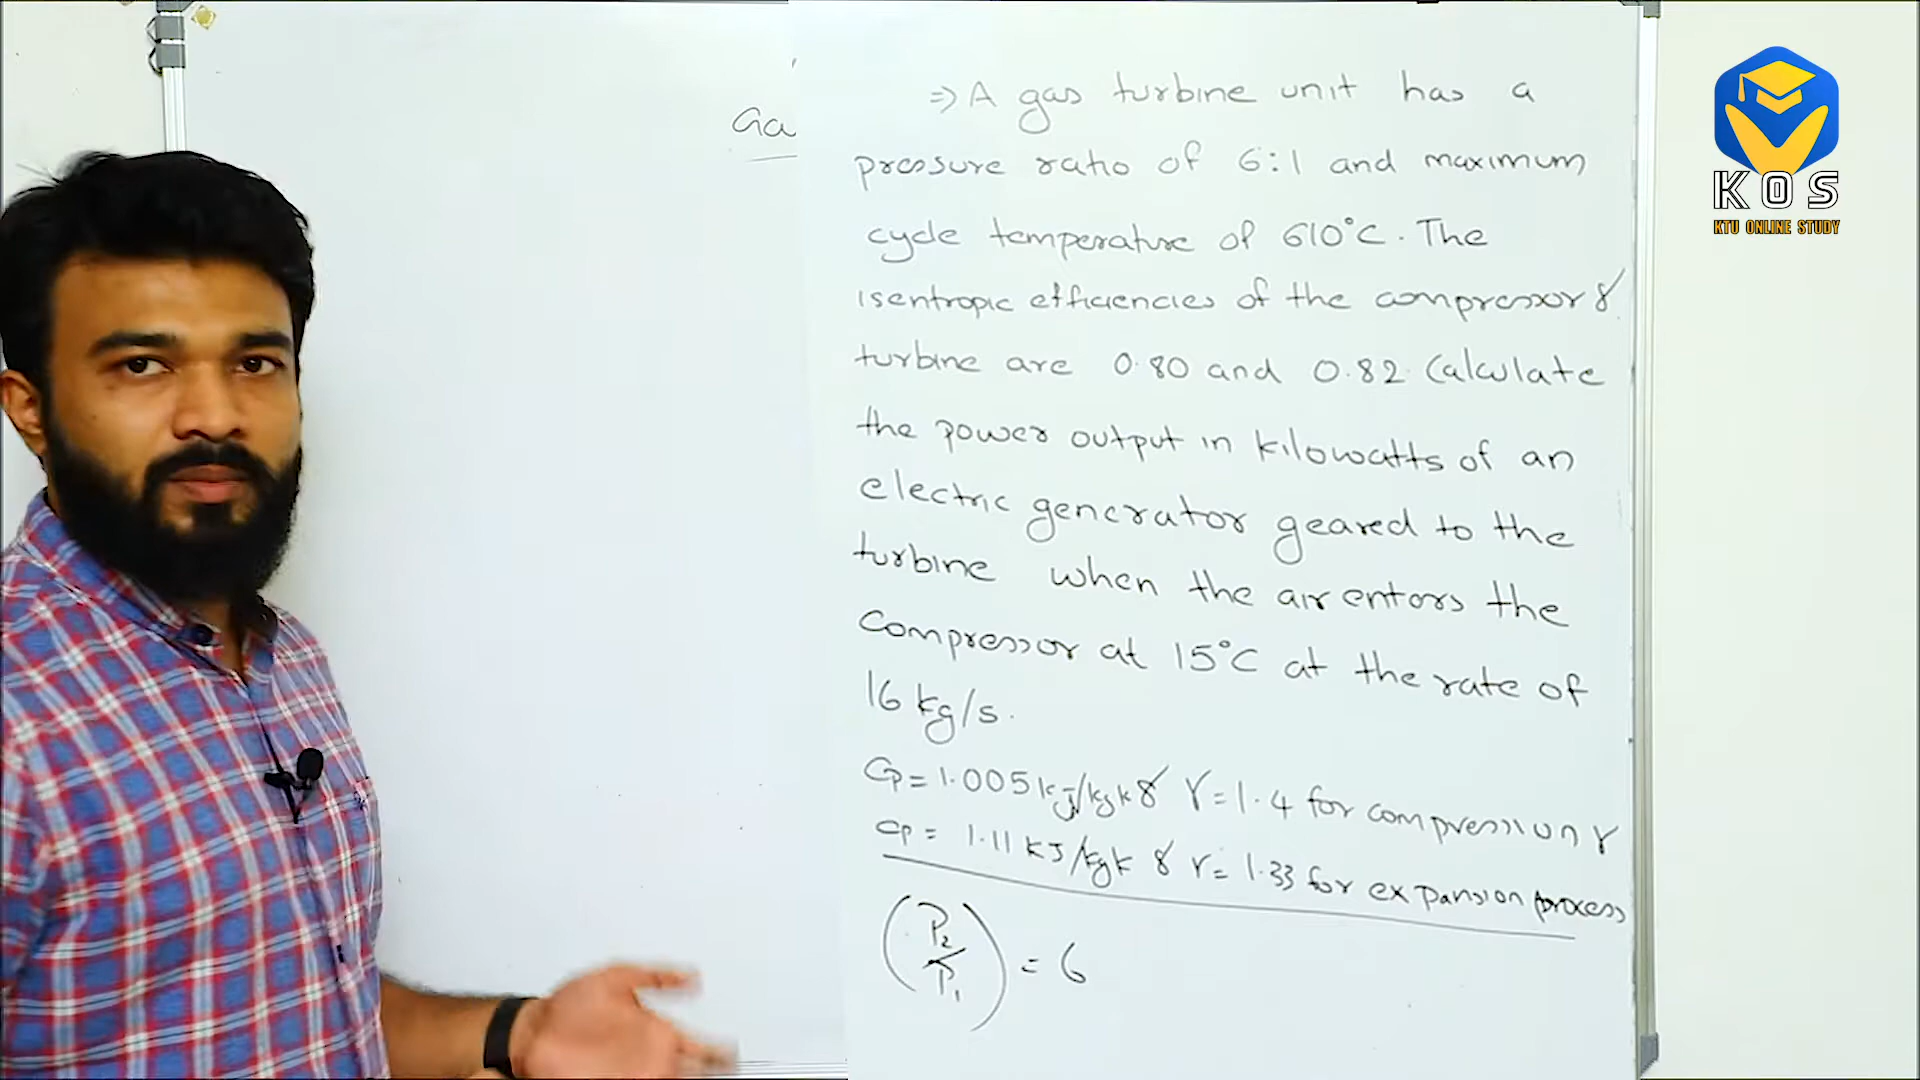 Ga
⇒ A gas turbine unit has a
pressure ratio of 6:1 and maximum
cycle temperature of 610°C. The
isentropic efficiencies of the compressor &
turbine are 0.80 and 0.82. Calculate
the power output in kilowatts of an
electric generator geared to the
turbine when the air enters the
compressor at 15°C at the rate of
16 kg/s.
Cp = 1.005 kJ/kgk & γ = 1.4 for compression &
Cp = 1.11 KJ/kgk & γ = 1.33 for expansion process
(P2/P1) = 6
KOS
KTU ONLINE STUDY